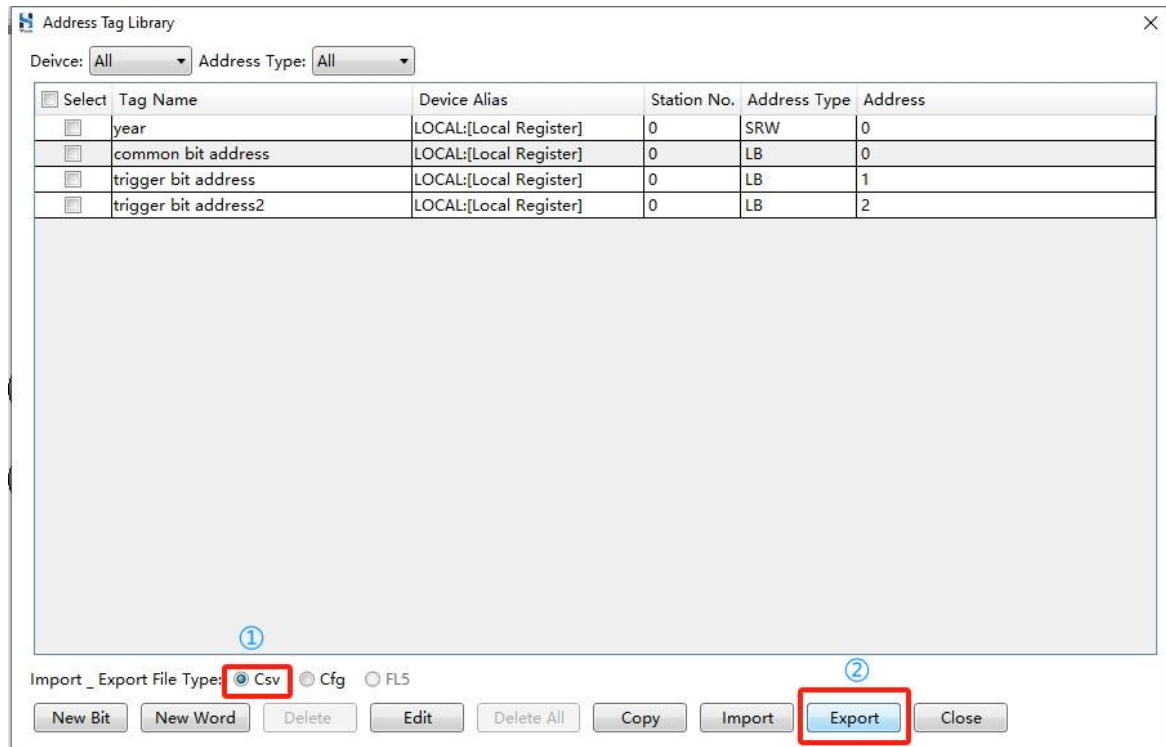 Address Tag Library
Deivce: All Address Type: All
Select Tag Name Device Alias Station No. Address Type Address
year LOCAL:[Local Register] 0 SRW 0
common bit address LOCAL:[Local Register] 0 LB 0
trigger bit address LOCAL:[Local Register] 0 LB 1
trigger bit address2 LOCAL:[Local Register] 0 LB 2
①
Import _ Export File Type: Csv Cfg FL5
②
New Bit New Word Delete Edit Delete All Copy Import Export Close